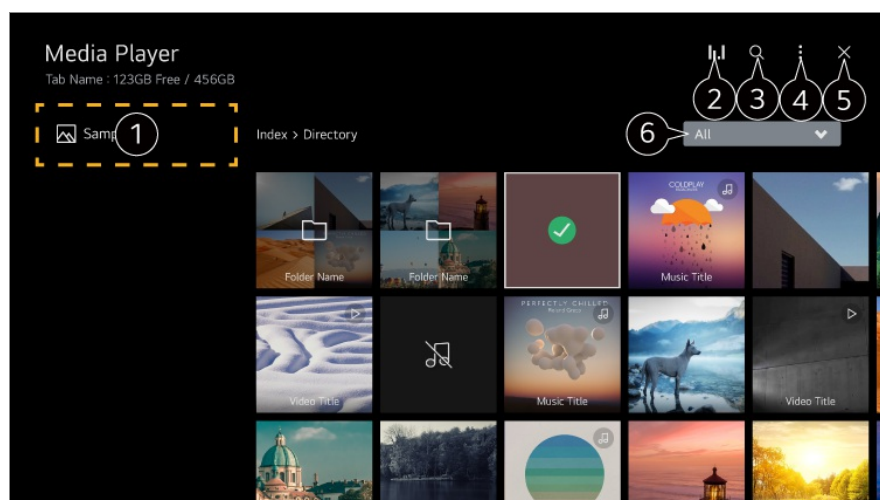 Media Player
Tab Name : 123GB Free / 456GB
2 3 4 5
1
Index > Directory
6 All
COLDPLAY
Folder Name
Folder Name
Music Title
PERFECTLY CHILLED
Video Title
Music Title
Video Title